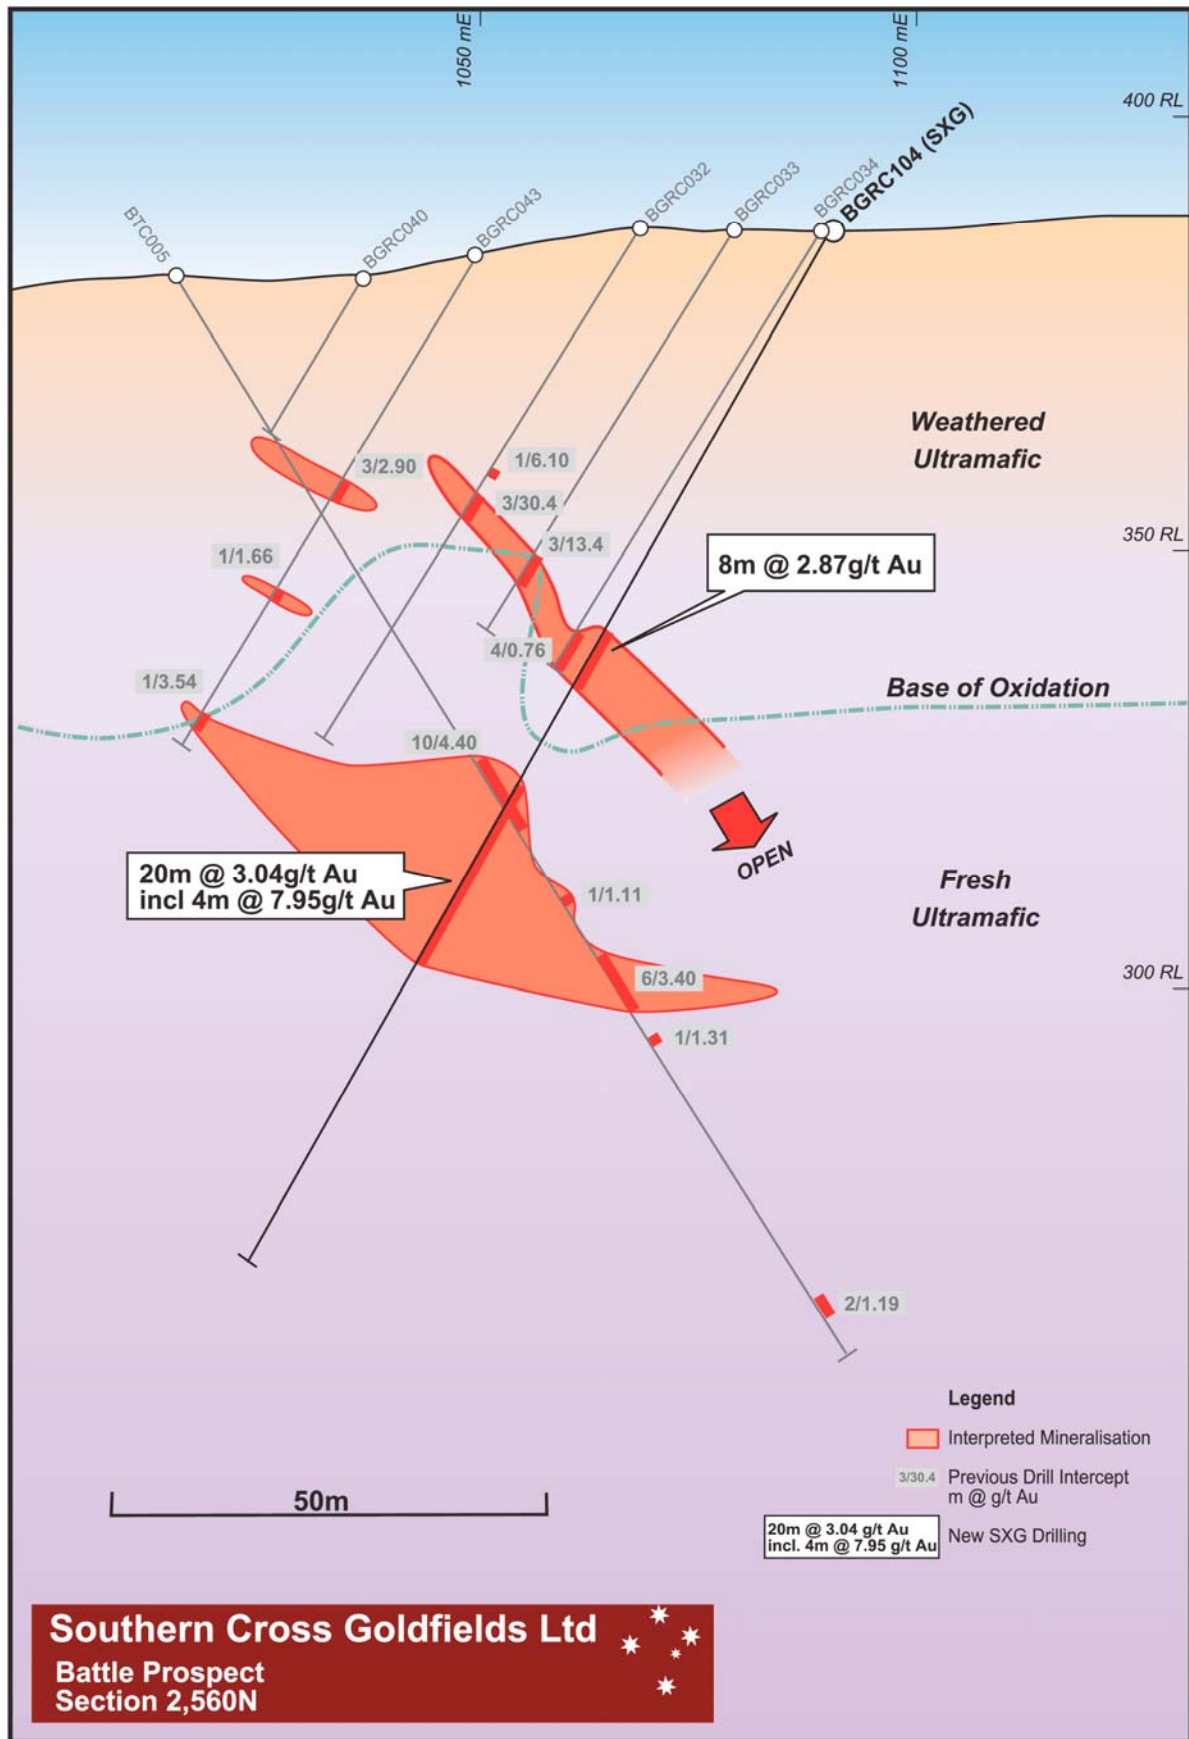 1050 mE
1100 mE
400 RL
BTC005
BGRC040
BGRC043
BGRC032
BGRC033
BGRC034
BGRC104 (SXG)
Weathered
Ultramafic
3/2.90
1/6.10
3/30.4
3/13.4
350 RL
1/1.66
8m @ 2.87g/t Au
4/0.76
1/3.54
Base of Oxidation
10/4.40
OPEN
20m @ 3.04g/t Au
incl 4m @ 7.95g/t Au
1/1.11
Fresh
Ultramafic
6/3.40
300 RL
1/1.31
2/1.19
Legend
Interpreted Mineralisation
3/30.4
Previous Drill Intercept
m @ g/t Au
20m @ 3.04 g/t Au
incl. 4m @ 7.95 g/t Au
New SXG Drilling
50m
Southern Cross Goldfields Ltd
Battle Prospect
Section 2,560N